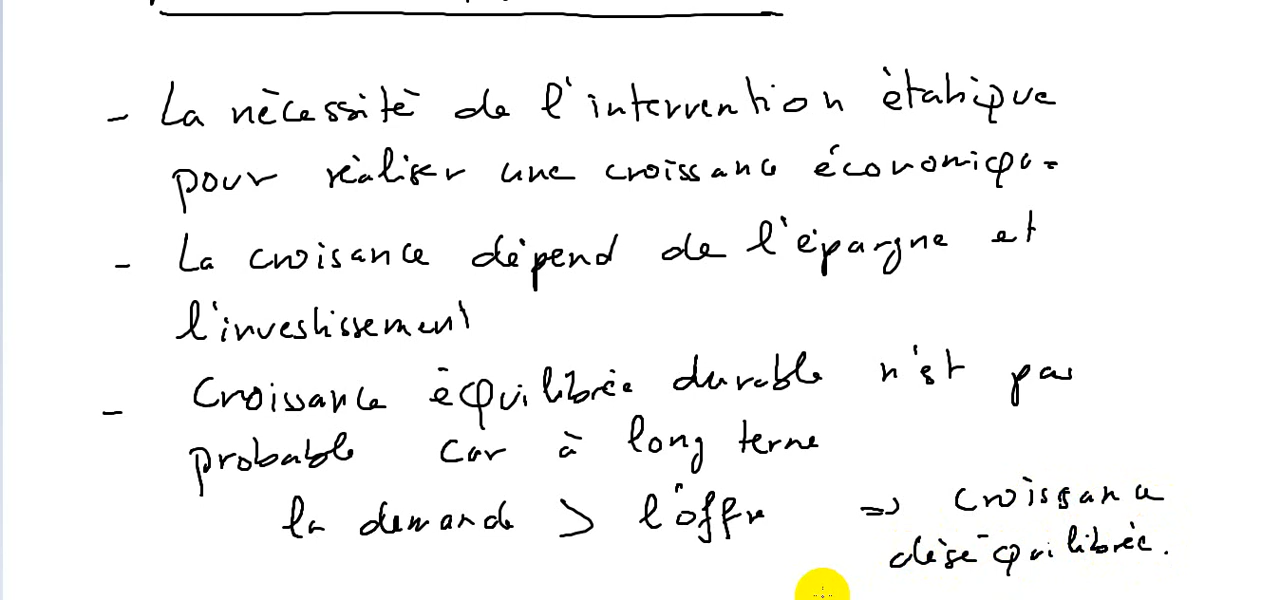 - La nécessité de l'intervention étatique
pour réaliser une croissance économique.
- La croisance dépend de l'épargne et
l'investissement
- Croissance équilibrée durable n'est pas
probable car à long terme
la demande > l'offre => croissance
déséquilibrée.